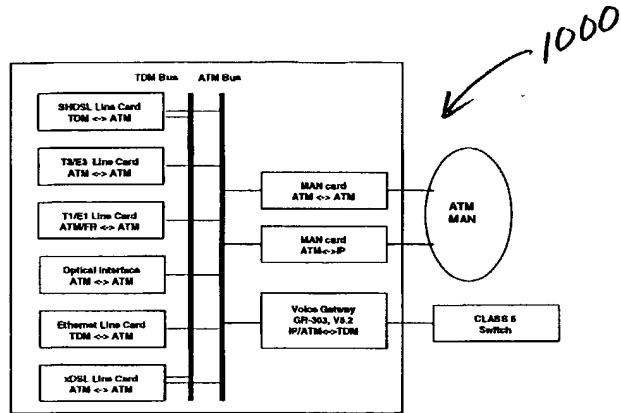 1000
TDM Bus ATM Bus
SHDSL Line Card
TDM <-> ATM
T3/E3 Line Card
ATM <-> ATM
T1/E1 Line Card
ATM/FR <-> ATM
Optical Interface
ATM <-> ATM
Ethernet Line Card
TDM <-> ATM
xDSL Line Card
ATM <-> ATM
MAN card
ATM <-> ATM
MAN card
ATM<->IP
Voice Gatway
GR-303, V5.2
IP/ATM<->TDM
ATM
MAN
CLASS 5
Switch